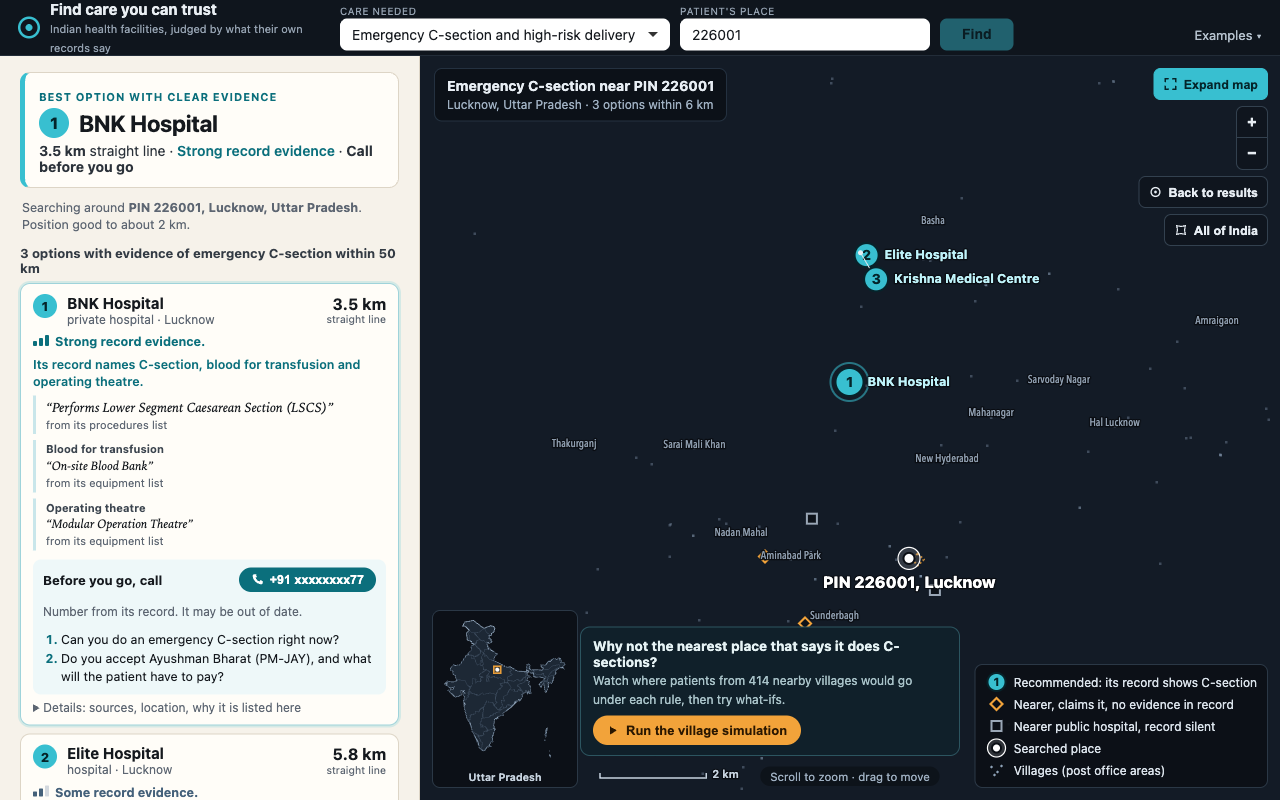 Find care you can trust
Indian health facilities, judged by what their own
records say
CARE NEEDED
Emergency C-section and high-risk delivery
PATIENT'S PLACE
226001
Find
Examples ▾
BEST OPTION WITH CLEAR EVIDENCE
1 BNK Hospital
3.5 km straight line · Strong record evidence · Call
before you go
Searching around PIN 226001, Lucknow, Uttar Pradesh.
Position good to about 2 km.
3 options with evidence of emergency C-section within 50
km
1 BNK Hospital 3.5 km
private hospital · Lucknow straight line
Strong record evidence.
Its record names C-section, blood for transfusion and
operating theatre.
“Performs Lower Segment Caesarean Section (LSCS)”
from its procedures list
Blood for transfusion
“On-site Blood Bank”
from its equipment list
Operating theatre
“Modular Operation Theatre”
from its equipment list
Before you go, call +91 xxxxxxxx77
Number from its record. It may be out of date.
1. Can you do an emergency C-section right now?
2. Do you accept Ayushman Bharat (PM-JAY), and what
will the patient have to pay?
Details: sources, location, why it is listed here
2 Elite Hospital 5.8 km
hospital · Lucknow straight line
Some record evidence.
Emergency C-section near PIN 226001
Lucknow, Uttar Pradesh · 3 options within 6 km
Expand map
+
−
Back to results
All of India
Basha
2 Elite Hospital
3 Krishna Medical Centre
Amraigaon
1 BNK Hospital
Sarvoday Nagar
Mahanagar
Hal Lucknow
Thakurganj
Sarai Mali Khan
New Hyderabad
Nadan Mahal
Aminabad Park
PIN 226001, Lucknow
Sunderbagh
Uttar Pradesh
Why not the nearest place that says it does C-
sections?
Watch where patients from 414 nearby villages would go
under each rule, then try what-ifs.
Run the village simulation
2 km
Scroll to zoom · drag to move
1 Recommended: its record shows C-section
Nearer, claims it, no evidence in record
Nearer public hospital, record silent
Searched place
Villages (post office areas)